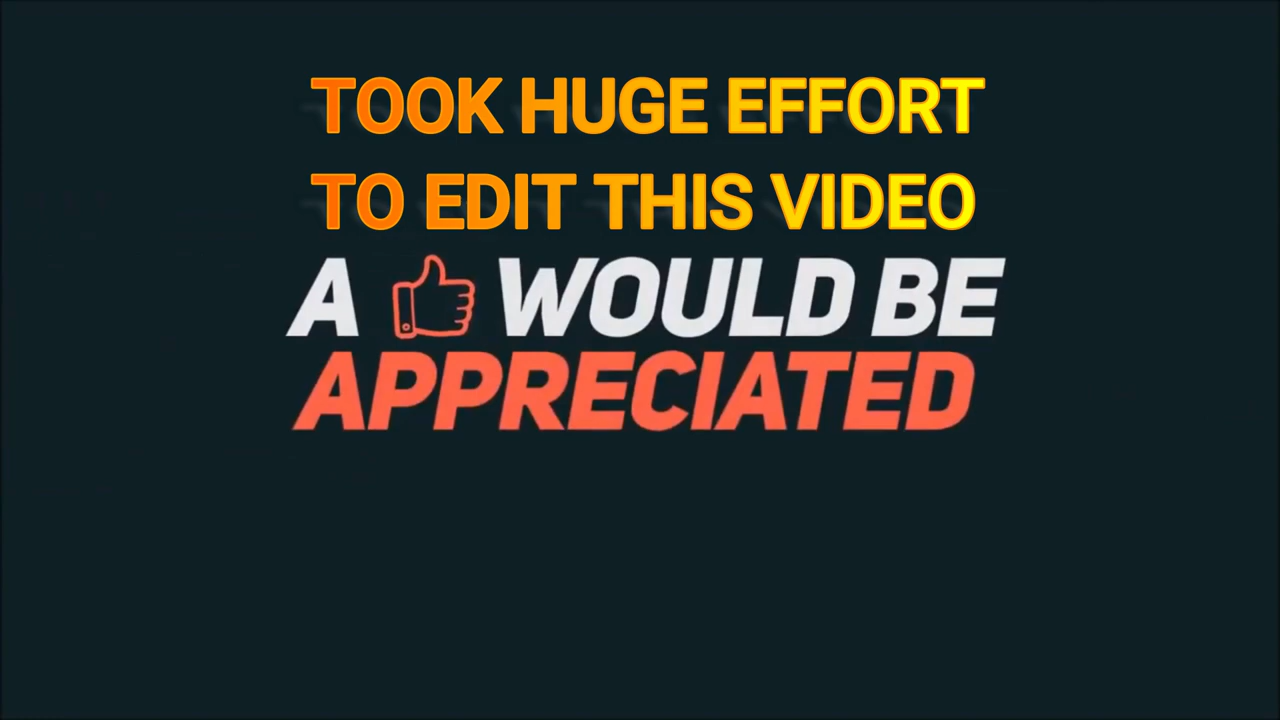 TOOK HUGE EFFORT
TO EDIT THIS VIDEO
A WOULD BE
APPRECIATED